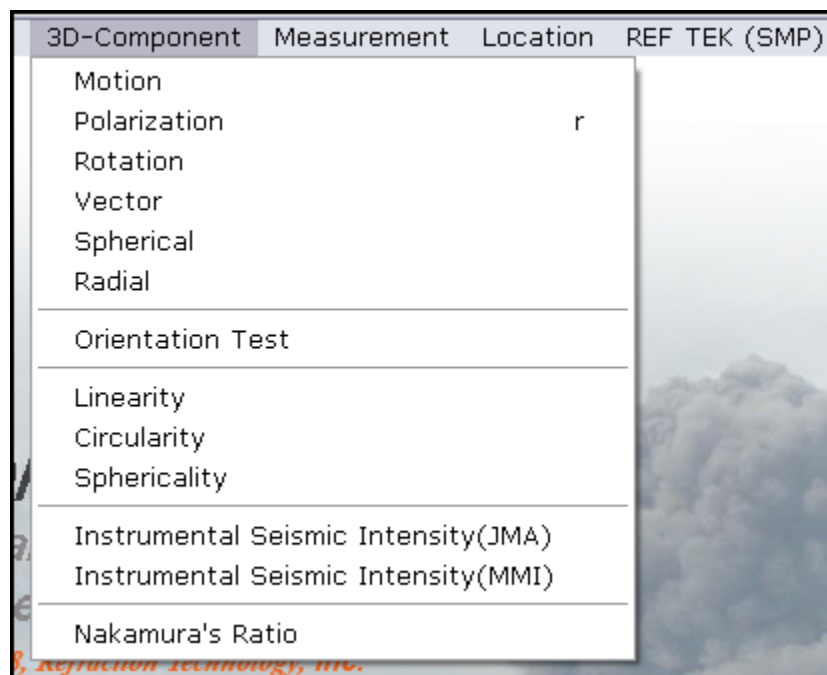 3D-Component Measurement Location REF TEK (SMP)
Motion
Polarization r
Rotation
Vector
Spherical
Radial
Orientation Test
Linearity
Circularity
Sphericality
Instrumental Seismic Intensity(JMA)
Instrumental Seismic Intensity(MMI)
Nakamura's Ratio
8, Refraction Technology, Inc.